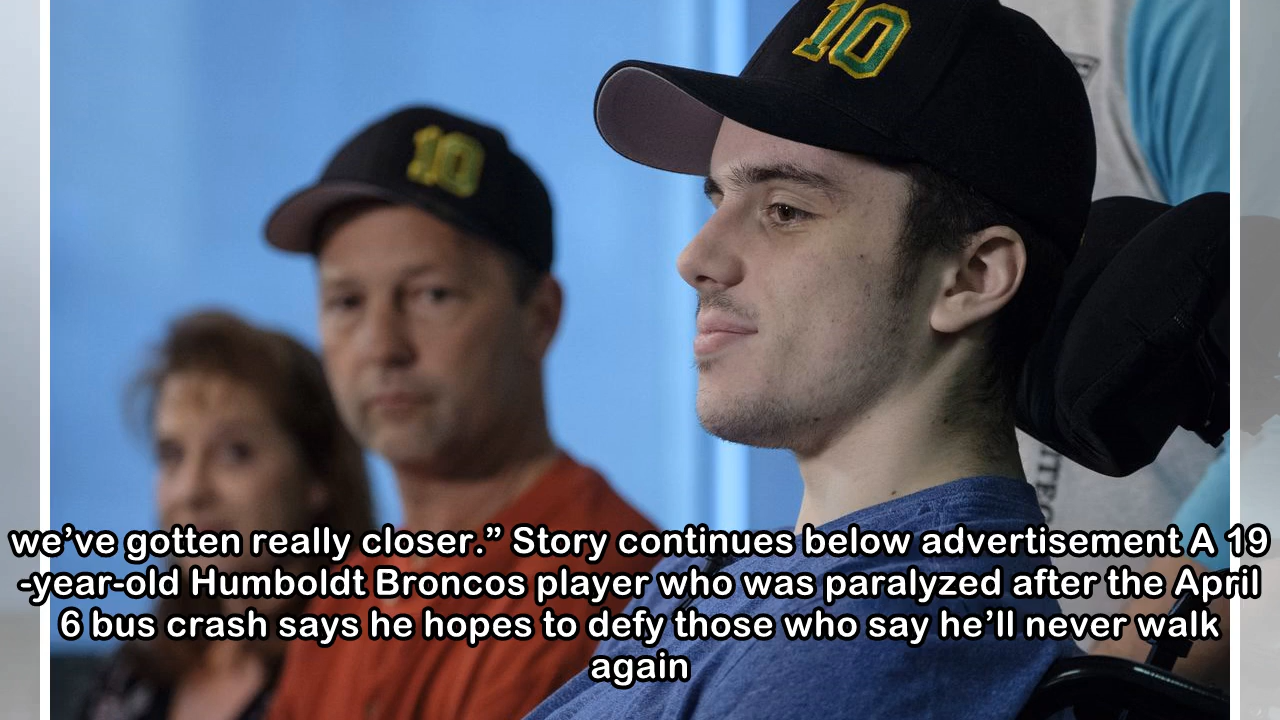 10
10
we’ve gotten really closer.” Story continues below advertisement A 19
-year-old Humboldt Broncos player who was paralyzed after the April
6 bus crash says he hopes to defy those who say he’ll never walk
again